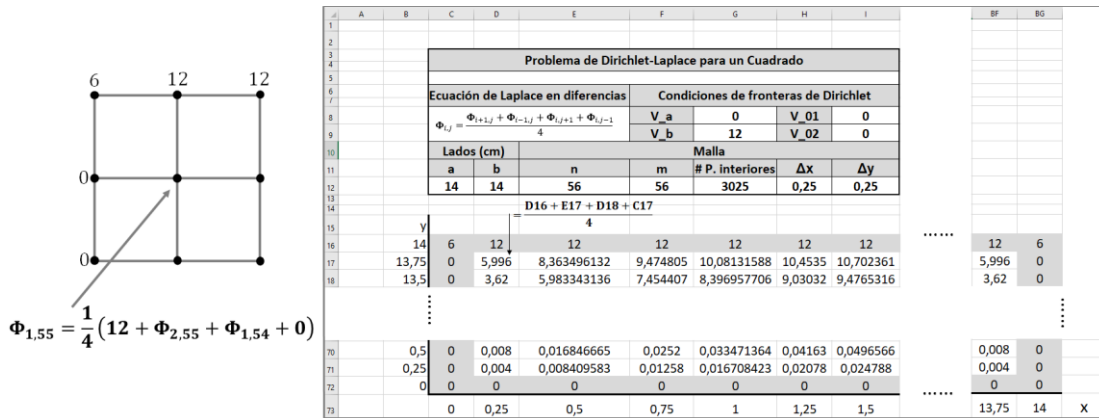 6 12 12
0
0
Φ1,55 = 1/4 (12 + Φ2,55 + Φ1,54 + 0)
A B C D E F G H I BF BG
1
2
3 Problema de Dirichlet-Laplace para un Cuadrado
4
5
6 Ecuación de Laplace en diferencias Condiciones de fronteras de Dirichlet
7
8 Φi,j = (Φi+1,j + Φi−1,j + Φi,j+1 + Φi,j−1)/4 V_a 0 V_01 0
9 V_b 12 V_02 0
10 Lados (cm) Malla
11 a b n m # P. interiores Δx Δy
12 14 14 56 56 3025 0,25 0,25
13
14 = (D16 + E17 + D18 + C17)/4
15 y ......
16 14 6 12 12 12 12 12 12 12 6
17 13,75 0 5,996 8,363496132 9,474805 10,08131588 10,4535 10,702361 5,996 0
18 13,5 0 3,62 5,983343136 7,454407 8,396957706 9,03032 9,4765316 3,62 0
70 0,5 0 0,008 0,016846665 0,0252 0,033471364 0,04163 0,0496566 0,008 0
71 0,25 0 0,004 0,008409583 0,01258 0,016708423 0,02078 0,024788 0,004 0
72 0 0 0 0 0 0 0 0 ...... 0 0
73 0 0,25 0,5 0,75 1 1,25 1,5 13,75 14 X